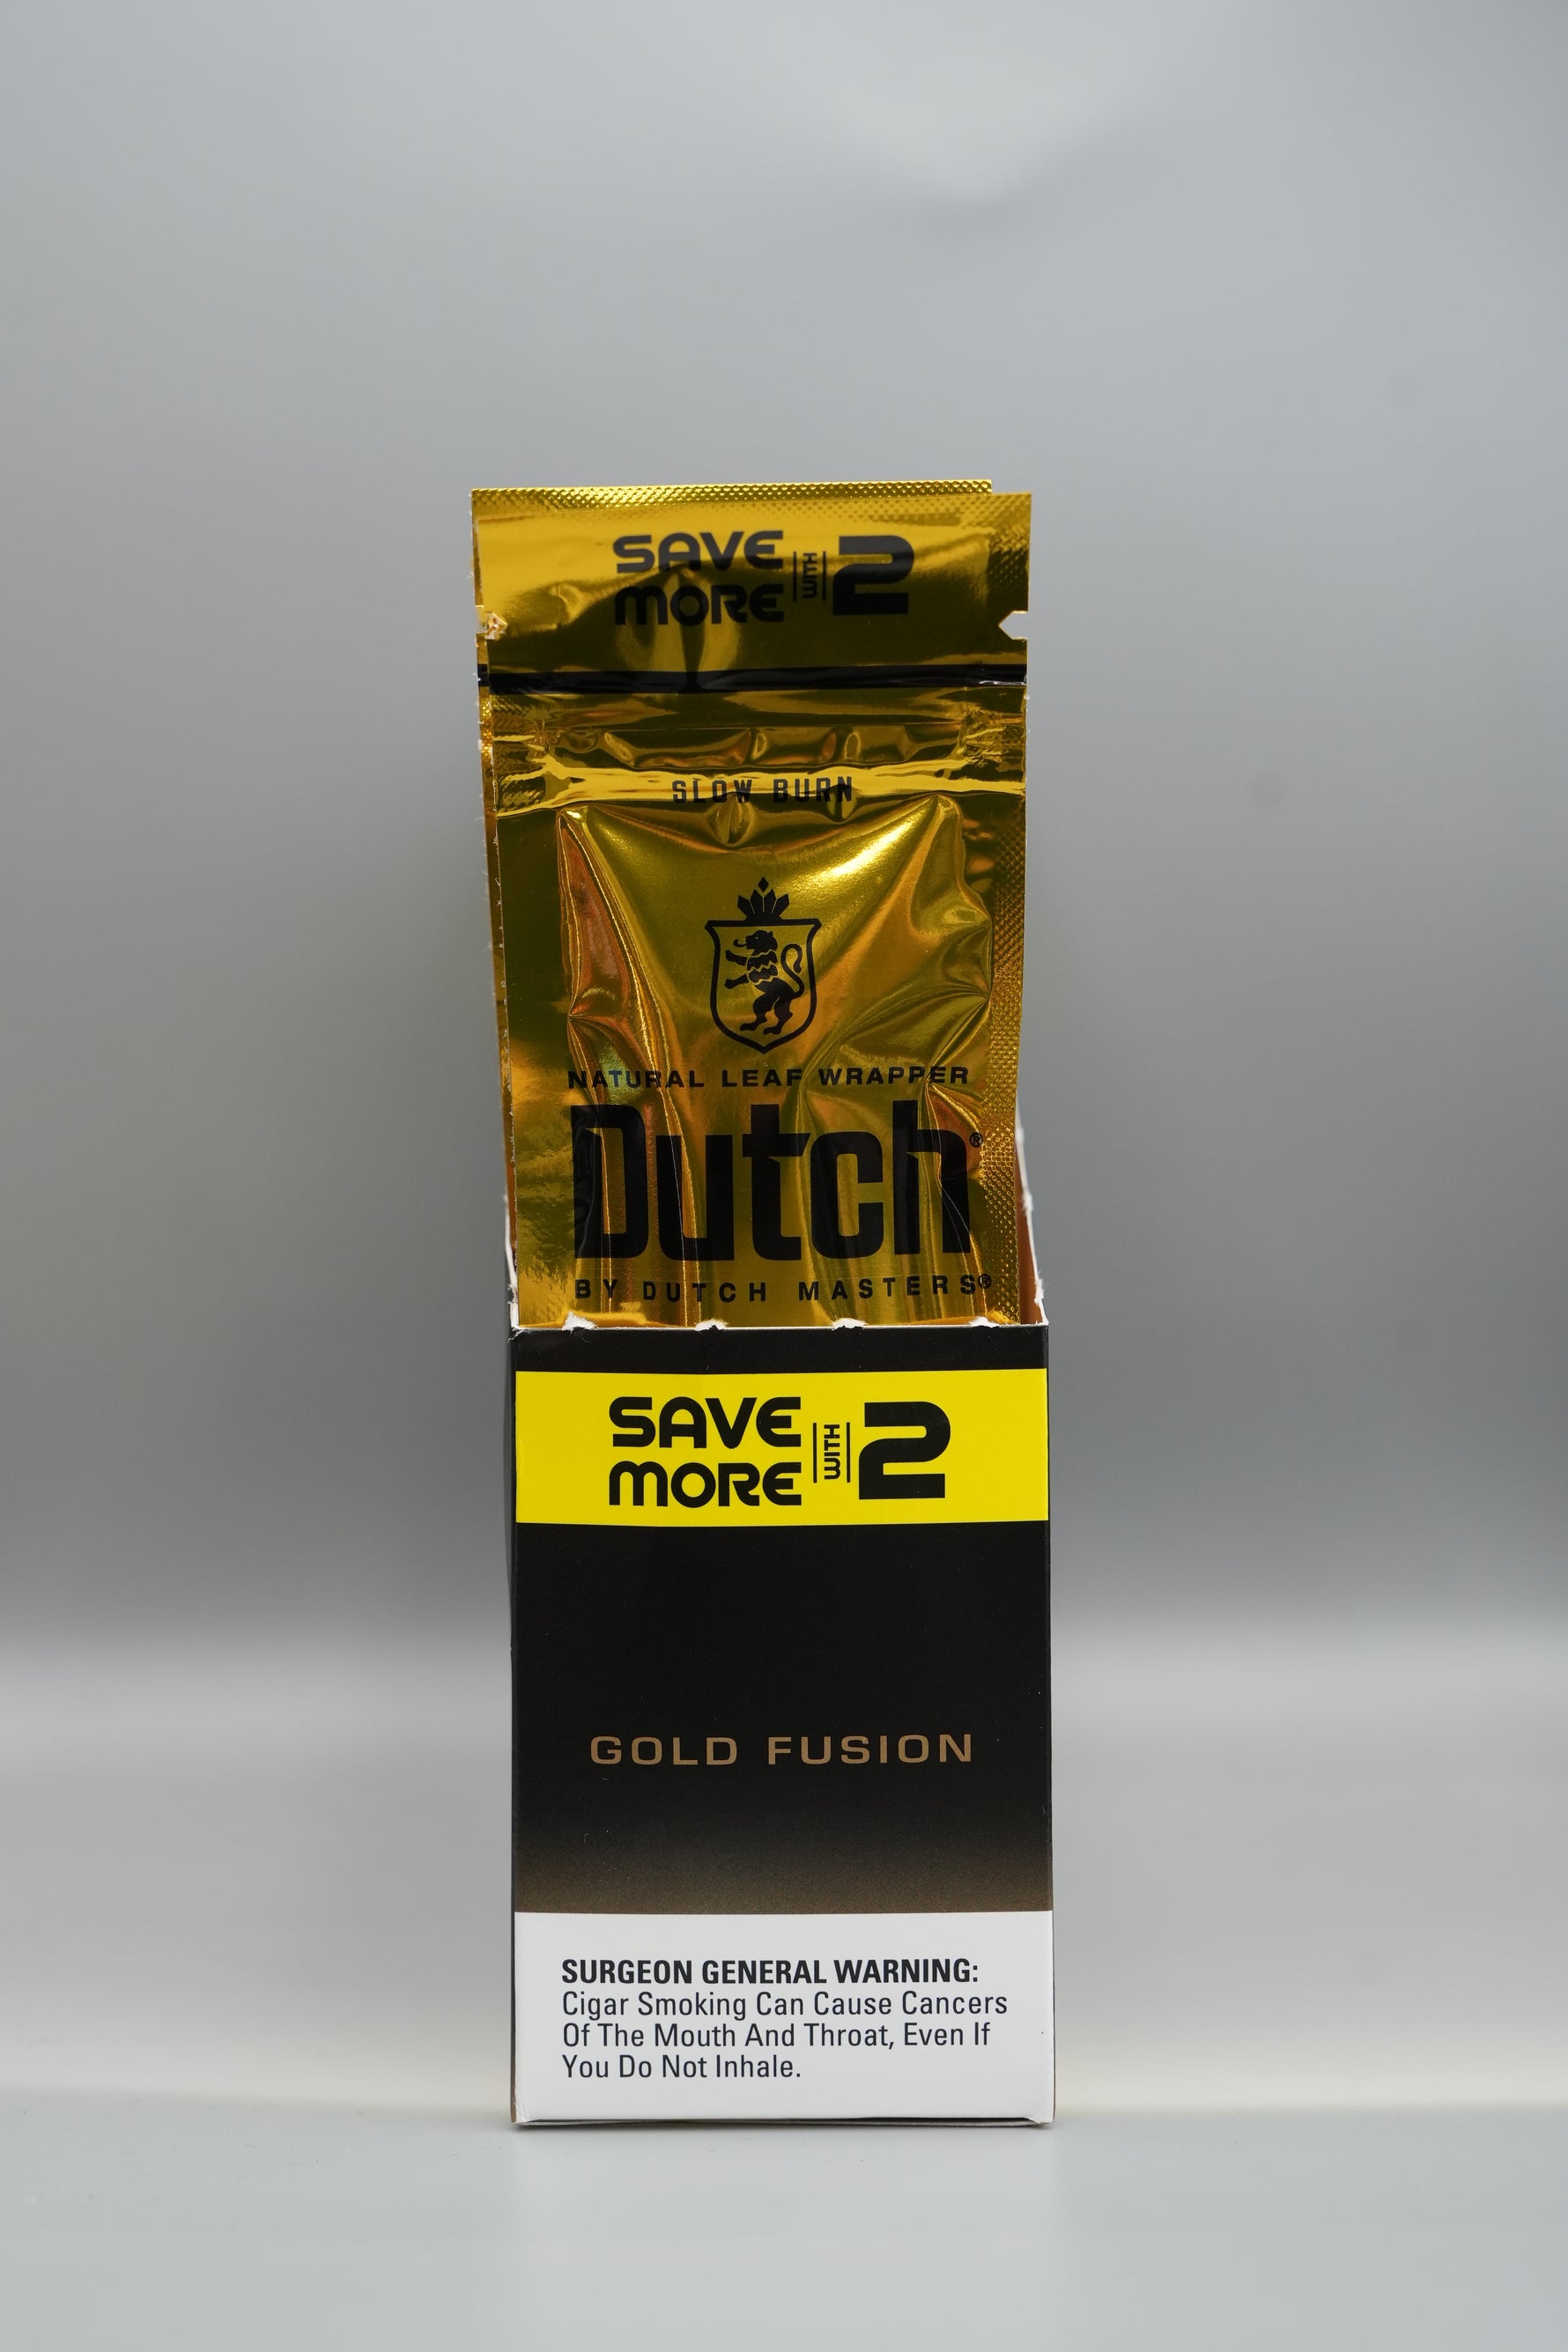 SAVE
MORE WITH 2
SLOW BURN
NATURAL LEAF WRAPPER
Dutch®
BY DUTCH MASTERS®
SAVE
MORE WITH 2
GOLD FUSION
SURGEON GENERAL WARNING:
Cigar Smoking Can Cause Cancers
Of The Mouth And Throat, Even If
You Do Not Inhale.